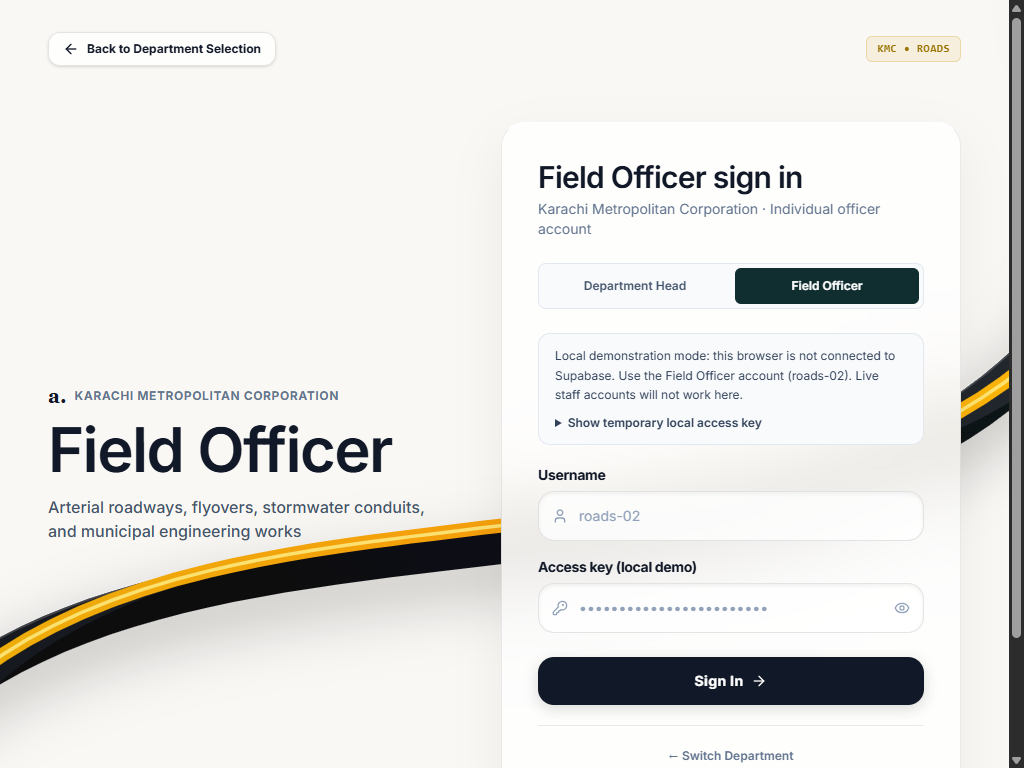 Back to Department Selection
KMC • ROADS
Field Officer sign in
Karachi Metropolitan Corporation · Individual officer
account
Department Head
Field Officer
Local demonstration mode: this browser is not connected to
Supabase. Use the Field Officer account (roads-02). Live
staff accounts will not work here.
Show temporary local access key
a. KARACHI METROPOLITAN CORPORATION
Field Officer
Arterial roadways, flyovers, stormwater conduits,
and municipal engineering works
Username
roads-02
Access key (local demo)
Sign In →
← Switch Department